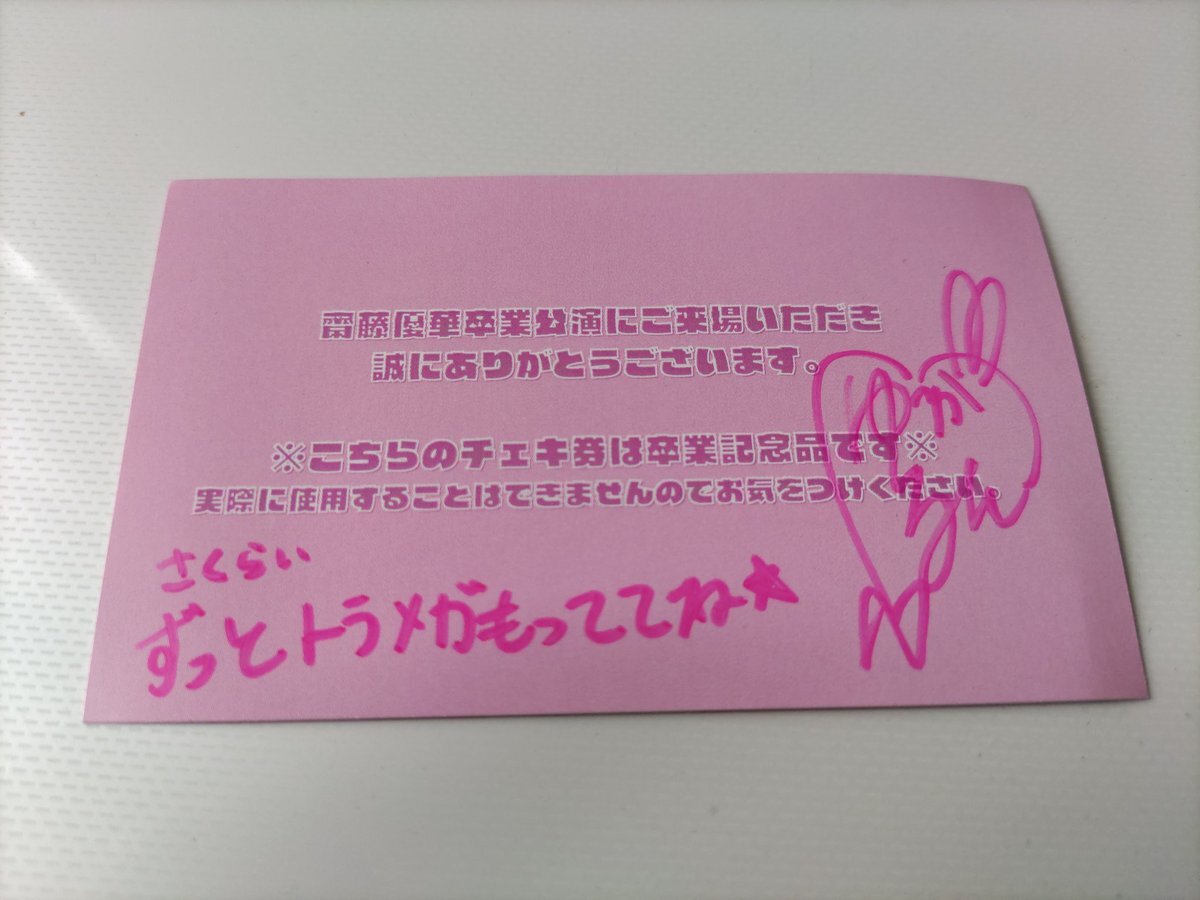 齋藤優華卒業公演にご来場いただき
誠にありがとうございます。
※こちらのチェキ券は卒業記念品です※
実際に使用することはできませんのでお気をつけください。
さくらい
ずっとトラメガもっててね★
ゆか